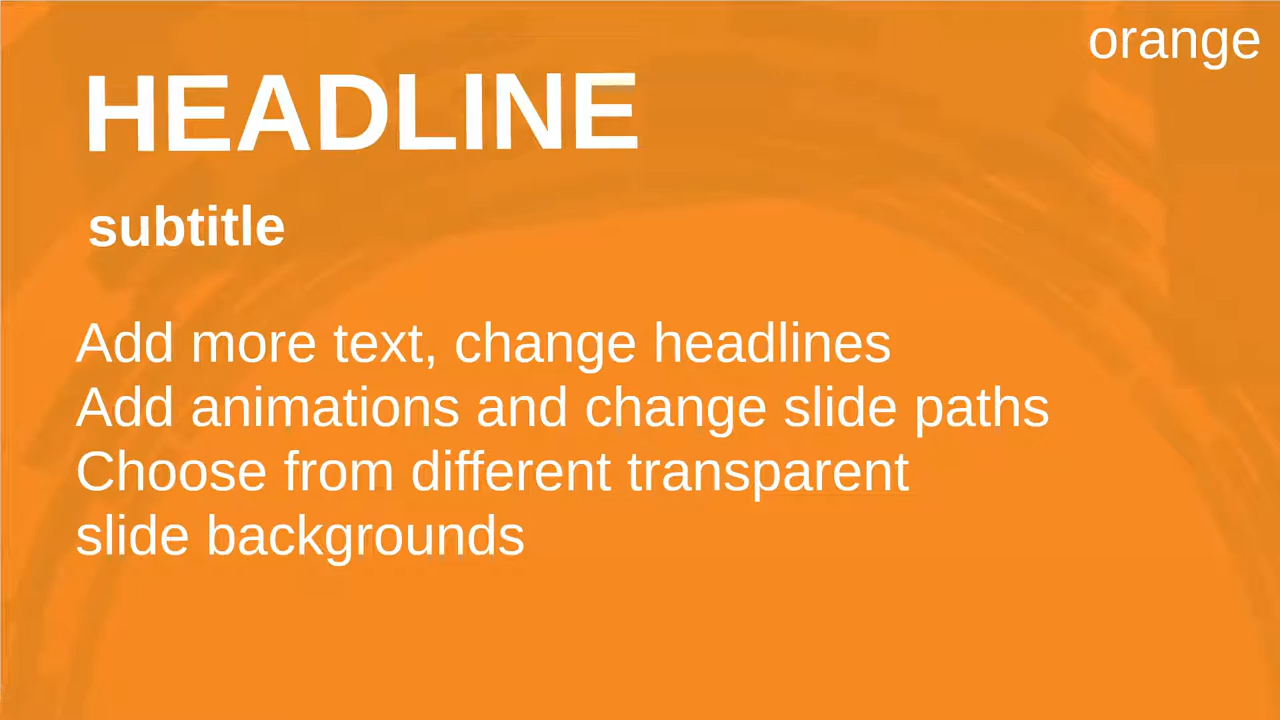 orange
HEADLINE
subtitle
Add more text, change headlines
Add animations and change slide paths
Choose from different transparent
slide backgrounds